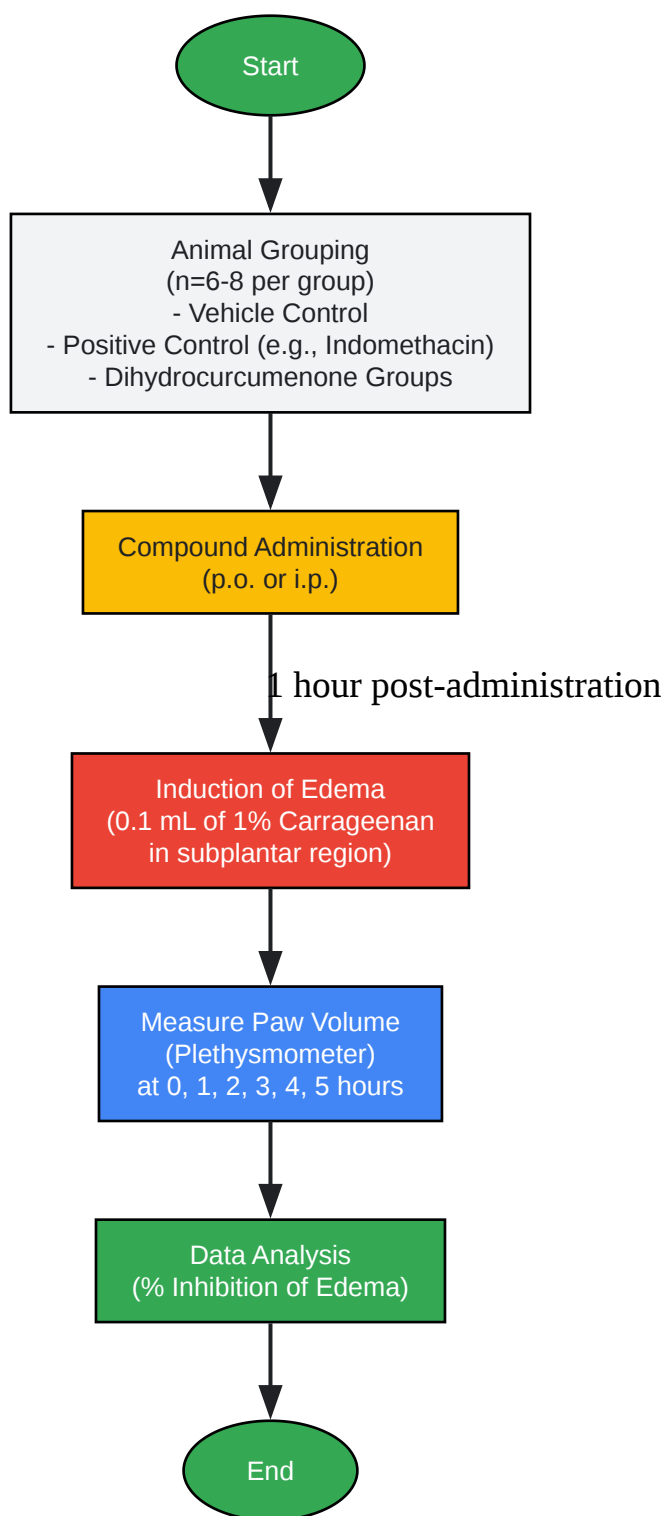 Start
Animal Grouping
(n=6-8 per group)
- Vehicle Control
- Positive Control (e.g., Indomethacin)
- Dihydrocurcumenone Groups
Compound Administration
(p.o. or i.p.)
1 hour post-administration
Induction of Edema
(0.1 mL of 1% Carrageenan
in subplantar region)
Measure Paw Volume
(Plethysmometer)
at 0, 1, 2, 3, 4, 5 hours
Data Analysis
(% Inhibition of Edema)
End